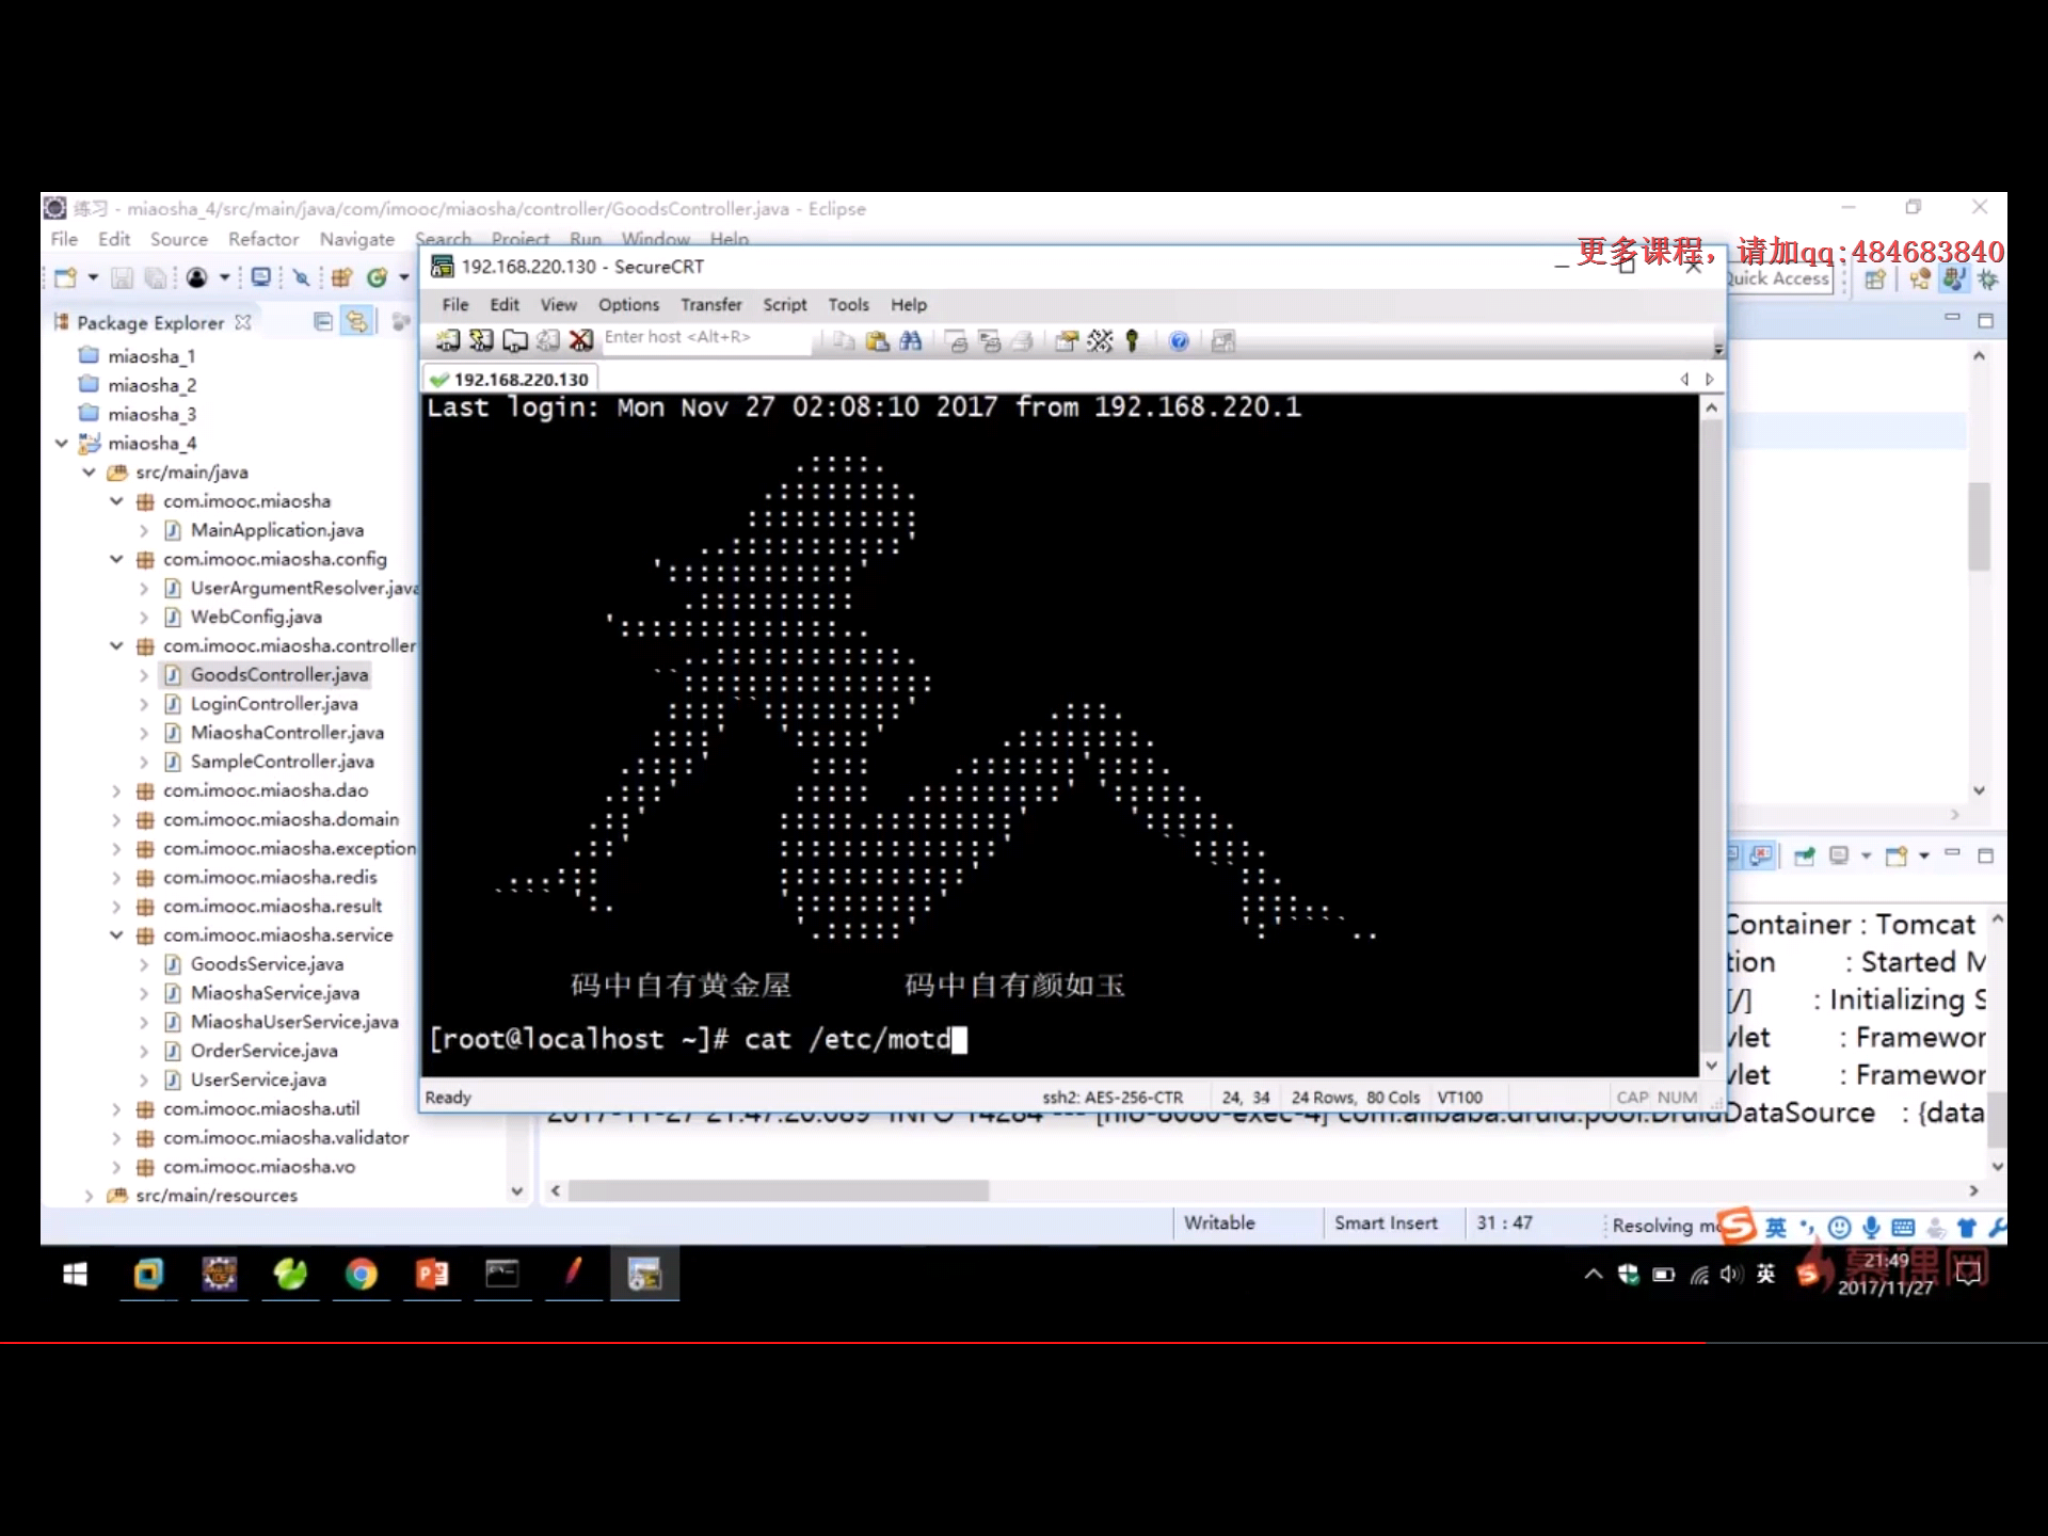 练习 - miaosha_4/src/main/java/com/imooc/miaosha/controller/GoodsController.java - Eclipse
File Edit Source Refactor Navigate Search Project Run Window Help
更多课程，请加qq:484683840
Quick Access
Package Explorer
miaosha_1
miaosha_2
miaosha_3
miaosha_4
src/main/java
com.imooc.miaosha
MainApplication.java
com.imooc.miaosha.config
UserArgumentResolver.java
WebConfig.java
com.imooc.miaosha.controller
GoodsController.java
LoginController.java
MiaoshaController.java
SampleController.java
com.imooc.miaosha.dao
com.imooc.miaosha.domain
com.imooc.miaosha.exception
com.imooc.miaosha.redis
com.imooc.miaosha.result
com.imooc.miaosha.service
GoodsService.java
MiaoshaService.java
MiaoshaUserService.java
OrderService.java
UserService.java
com.imooc.miaosha.util
com.imooc.miaosha.validator
com.imooc.miaosha.vo
src/main/resources
192.168.220.130 - SecureCRT
File Edit View Options Transfer Script Tools Help
Enter host <Alt+R>
192.168.220.130
Last login: Mon Nov 27 02:08:10 2017 from 192.168.220.1
码中自有黄金屋 码中自有颜如玉
[root@localhost ~]# cat /etc/motd
Ready ssh2: AES-256-CTR 24, 34 24 Rows, 80 Cols VT100 CAP NUM
Container : Tomcat
tion : Started M
[/] : Initializing S
vlet : Framewor
vlet : Framewor
2017-11-27 21:47:20.089 INFO 14284 --- [nio-8080-exec-4] com.alibaba.druid.pool.DruidDataSource : {data
Writable Smart Insert 31 : 47 Resolving mo
英
英
慕课网
21:49
2017/11/27